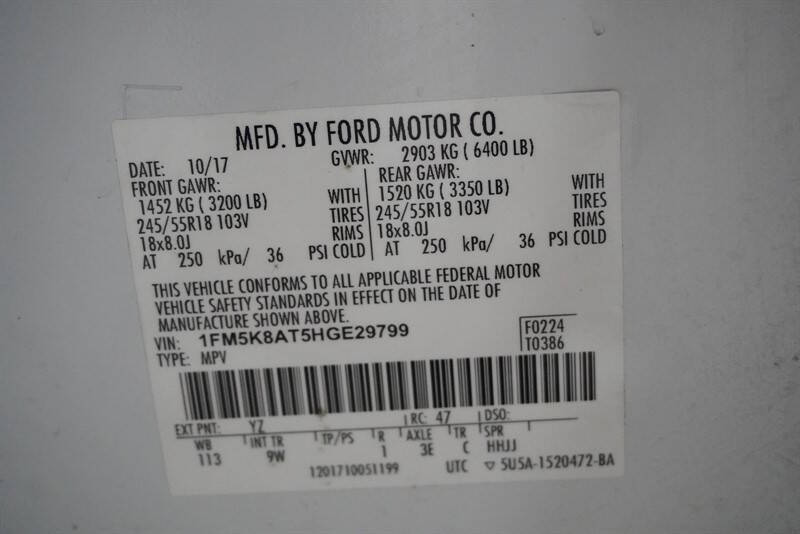 MFD. BY FORD MOTOR CO.
DATE: 10/17 GVWR: 2903 KG ( 6400 LB)
FRONT GAWR: REAR GAWR:
1452 KG ( 3200 LB) WITH 1520 KG ( 3350 LB) WITH
245/55R18 103V TIRES 245/55R18 103V TIRES
18x8.0J RIMS 18x8.0J RIMS
AT 250 kPa/ 36 PSI COLD AT 250 kPa/ 36 PSI COLD
THIS VEHICLE CONFORMS TO ALL APPLICABLE FEDERAL MOTOR
VEHICLE SAFETY STANDARDS IN EFFECT ON THE DATE OF
MANUFACTURE SHOWN ABOVE.
VIN: 1FM5K8AT5HGE29799 F0224
TYPE: MPV T0386
EXT PNT: YZ RC: 47 DSO:
WB INT TR TP/PS R AXLE TR SPR
113 9W 1 3E C HHJJ
1201710051199 UTC ▽ 5U5A-1520472-BA